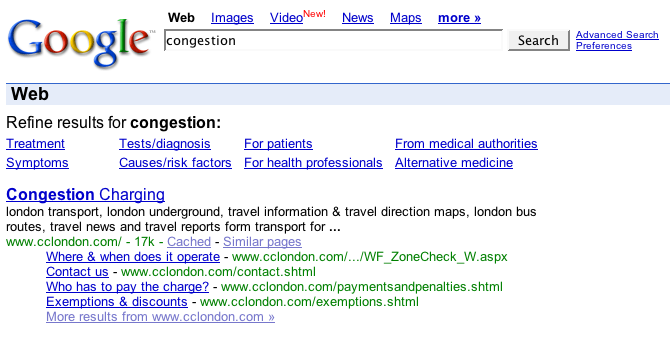 Web Images Video New! News Maps more »
Google™ congestion Search Advanced Search
Preferences
Web
Refine results for congestion:
Treatment Tests/diagnosis For patients From medical authorities
Symptoms Causes/risk factors For health professionals Alternative medicine
Congestion Charging
london transport, london underground, travel information & travel direction maps, london bus
routes, travel news and travel reports form transport for ...
www.cclondon.com/ - 17k - Cached - Similar pages
Where & when does it operate - www.cclondon.com/.../WF_ZoneCheck_W.aspx
Contact us - www.cclondon.com/contact.shtml
Who has to pay the charge? - www.cclondon.com/paymentsandpenalties.shtml
Exemptions & discounts - www.cclondon.com/exemptions.shtml
More results from www.cclondon.com »